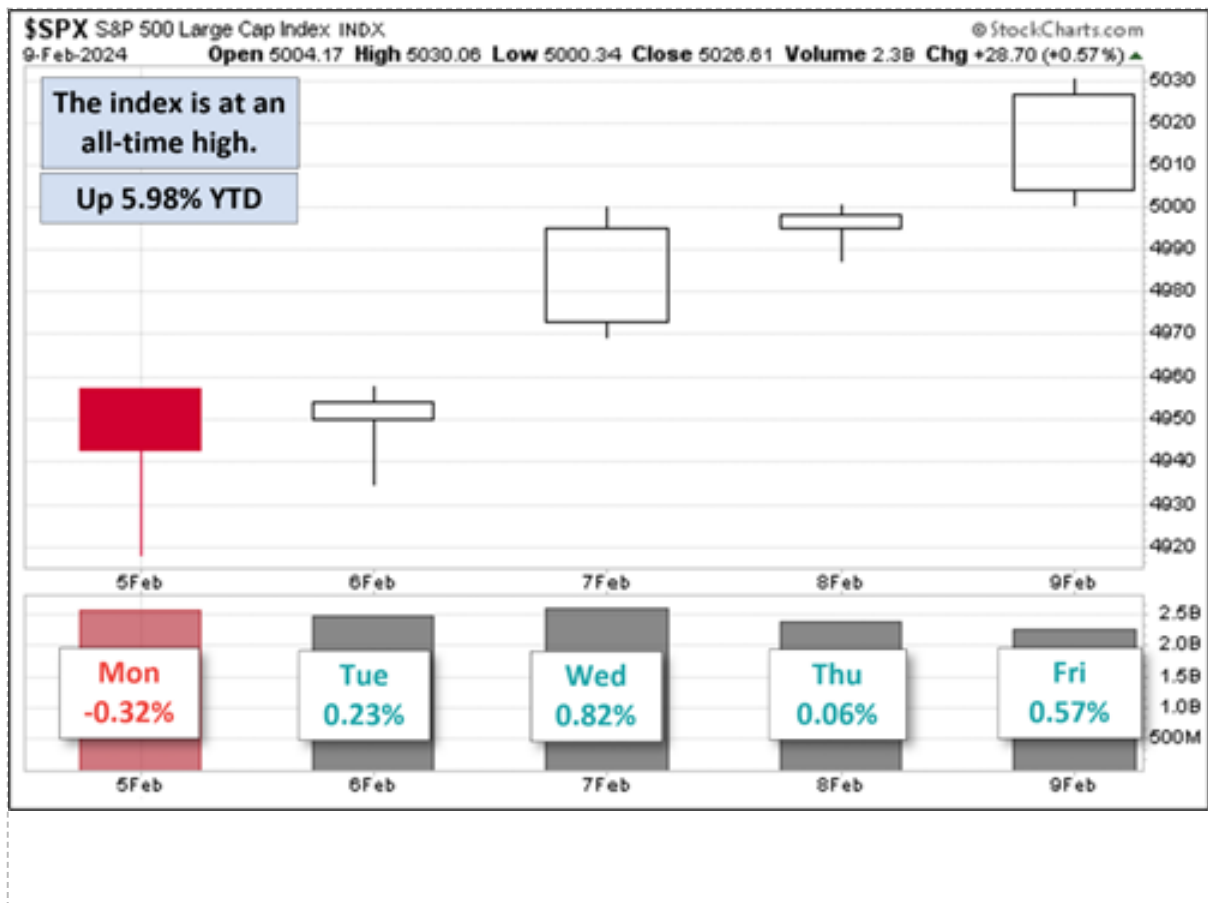 $SPX S&P 500 Large Cap Index INDX
@StockCharts.com
9-Feb-2024
Open 5004.17 High 5030.06 Low 5000.34 Close 5026.61 Volume 2.3B Chg +28.70 (+0.57%)
The index is at an
all-time high.
Up 5.98% YTD
5030
5020
5010
5000
4990
4980
4970
4960
4950
4940
4930
4920
5Feb 6Feb 7Feb 8Feb 9Feb
2.5B
2.0B
1.5B
1.0B
500M
Mon
-0.32%
Tue
0.23%
Wed
0.82%
Thu
0.06%
Fri
0.57%
5Feb 6Feb 7Feb 8Feb 9Feb